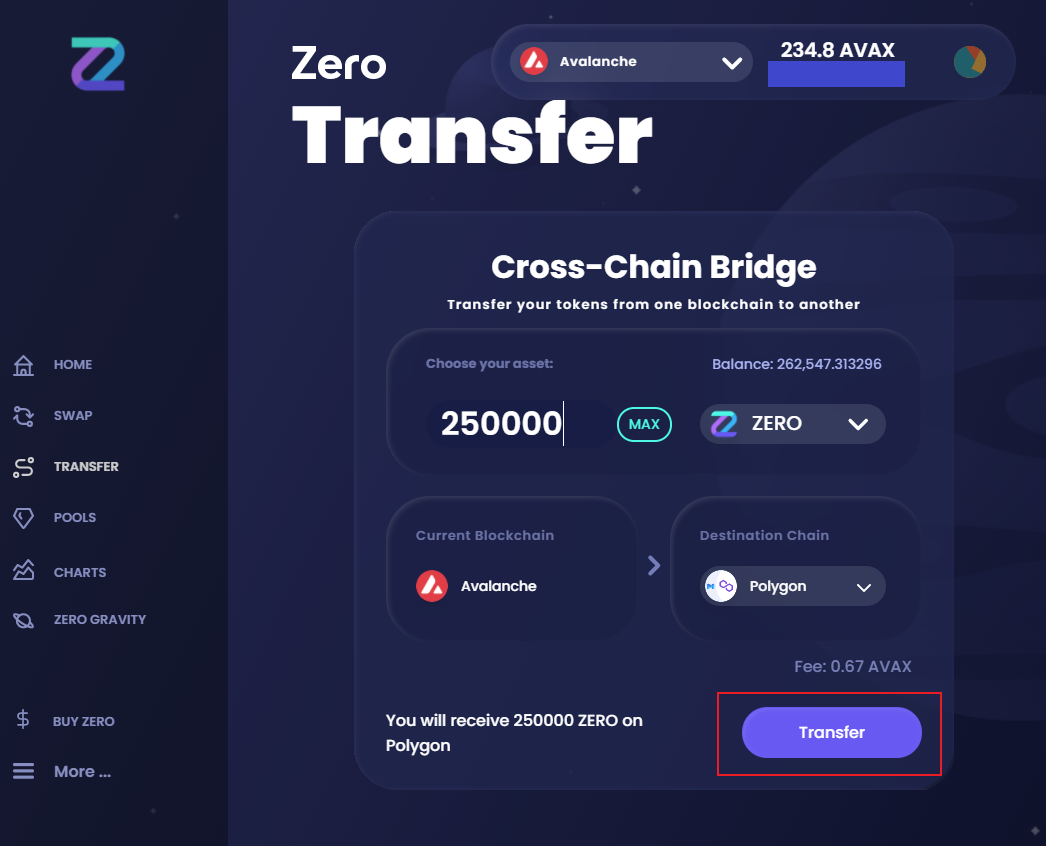 Zero
Transfer
Avalanche
234.8 AVAX
HOME
SWAP
TRANSFER
POOLS
CHARTS
ZERO GRAVITY
BUY ZERO
More ...
Cross-Chain Bridge
Transfer your tokens from one blockchain to another
Choose your asset:
Balance: 262,547.313296
250000
MAX
ZERO
Current Blockchain
Avalanche
Destination Chain
Polygon
Fee: 0.67 AVAX
You will receive 250000 ZERO on
Polygon
Transfer